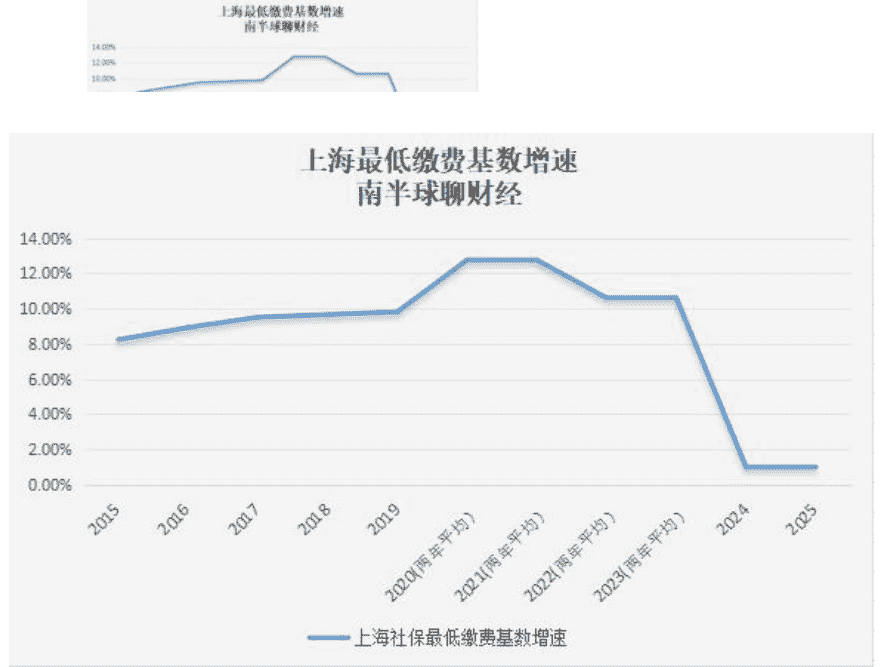 上海最低缴费基数增速
南半球聊财经
14.00%
12.00%
10.00%
上海最低缴费基数增速
南半球聊财经
14.00%
12.00%
10.00%
8.00%
6.00%
4.00%
2.00%
0.00%
2015
2016
2017
2018
2019
2020(两年平均)
2021(两年平均)
2022(两年平均)
2023(两年平均)
2024
2025
上海社保最低缴费基数增速